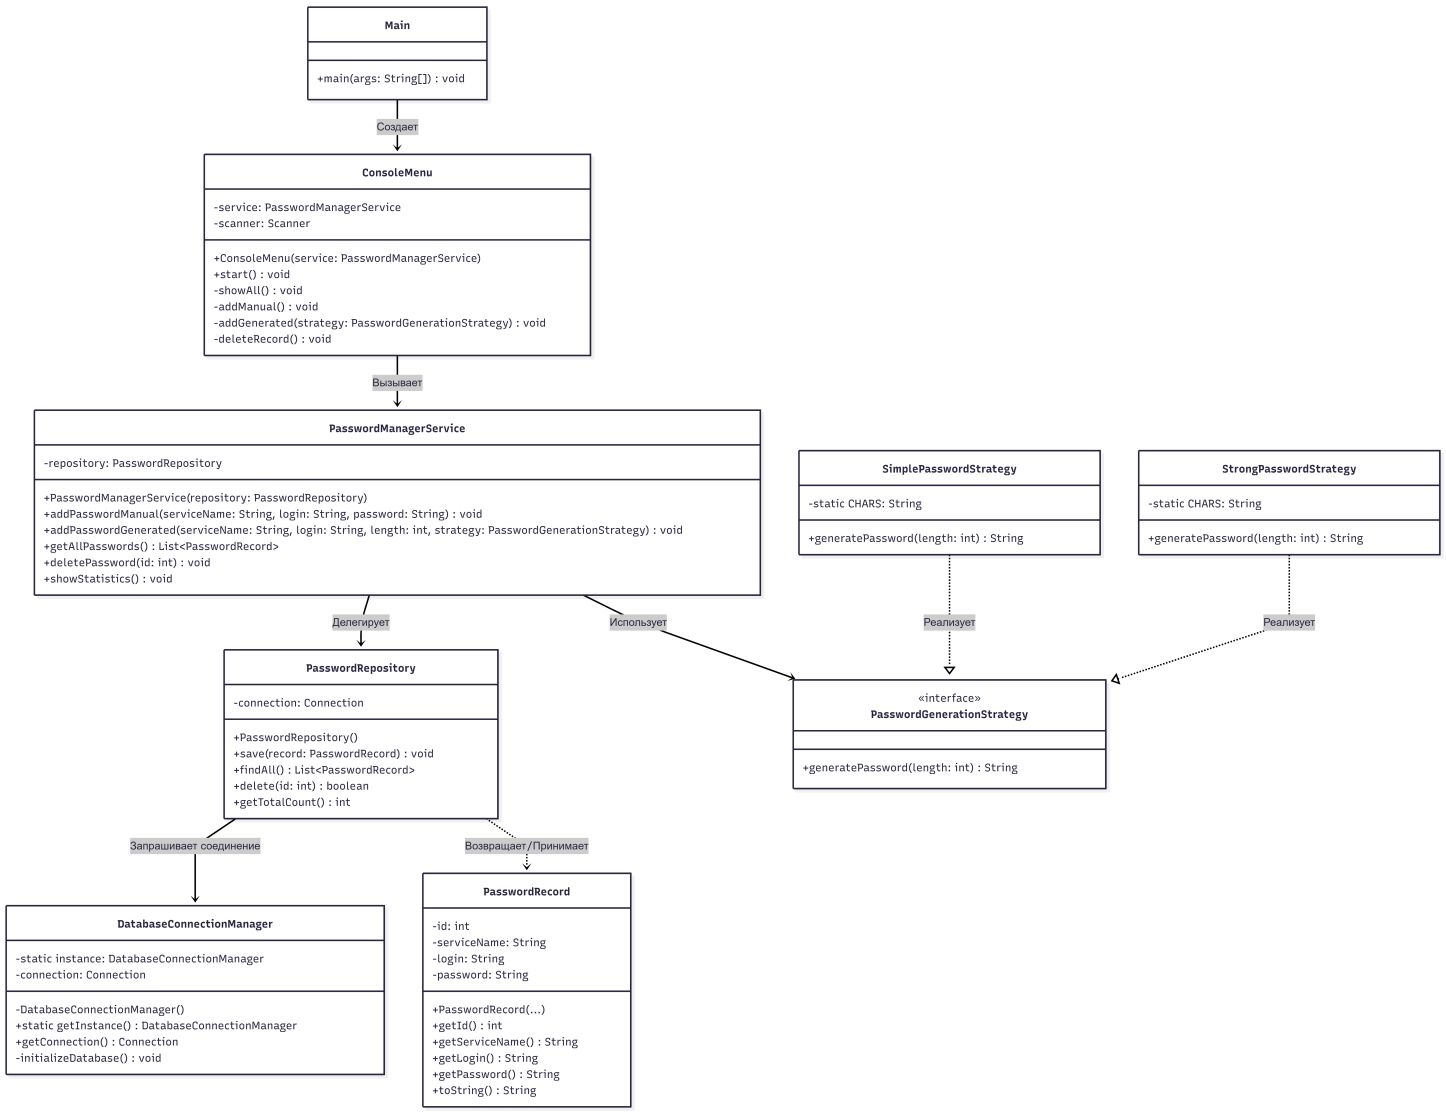 Main
+main(args: String[]) : void
Создает
ConsoleMenu
-service: PasswordManagerService
-scanner: Scanner
+ConsoleMenu(service: PasswordManagerService)
+start() : void
-showAll() : void
-addManual() : void
-addGenerated(strategy: PasswordGenerationStrategy) : void
-deleteRecord() : void
Вызывает
PasswordManagerService
-repository: PasswordRepository
+PasswordManagerService(repository: PasswordRepository)
+addPasswordManual(serviceName: String, login: String, password: String) : void
+addPasswordGenerated(serviceName: String, login: String, length: int, strategy: PasswordGenerationStrategy) : void
+getAllPasswords() : List<PasswordRecord>
+deletePassword(id: int) : void
+showStatistics() : void
SimplePasswordStrategy
-static CHARS: String
+generatePassword(length: int) : String
StrongPasswordStrategy
-static CHARS: String
+generatePassword(length: int) : String
Делегирует
Использует
Реализует
Реализует
PasswordRepository
-connection: Connection
+PasswordRepository()
+save(record: PasswordRecord) : void
+findAll() : List<PasswordRecord>
+delete(id: int) : boolean
+getTotalCount() : int
«interface»
PasswordGenerationStrategy
+generatePassword(length: int) : String
Запрашивает соединение
Возвращает/Принимает
DatabaseConnectionManager
-static instance: DatabaseConnectionManager
-connection: Connection
-DatabaseConnectionManager()
+static getInstance() : DatabaseConnectionManager
+getConnection() : Connection
-initializeDatabase() : void
PasswordRecord
-id: int
-serviceName: String
-login: String
-password: String
+PasswordRecord(...)
+getId() : int
+getServiceName() : String
+getLogin() : String
+getPassword() : String
+toString() : String